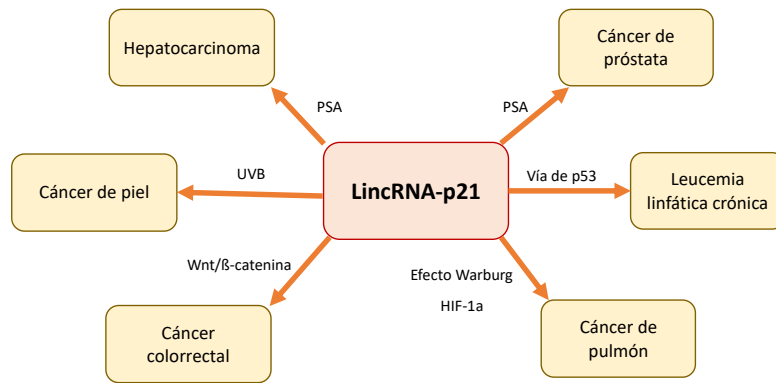 Hepatocarcinoma
Cáncer de
próstata
PSA
PSA
Cáncer de piel
UVB
LincRNA-p21
Vía de p53
Leucemia
linfática crónica
Wnt/ß-catenina
Efecto Warburg
HIF-1a
Cáncer
colorrectal
Cáncer de
pulmón